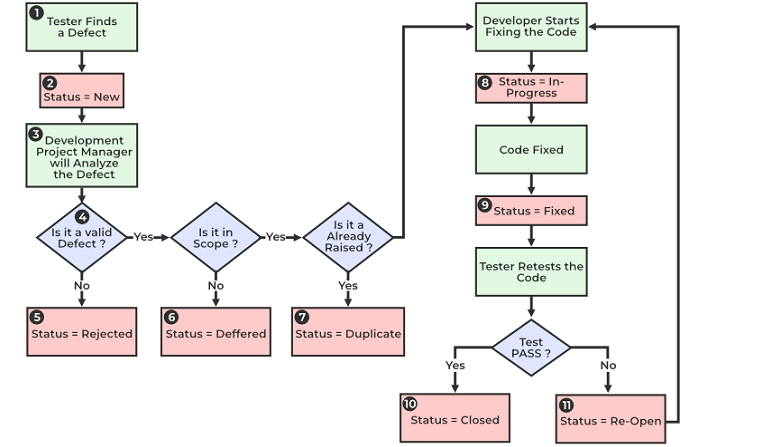 1
Tester Finds
a Defect
2
Status = New
3
Development
Project Manager
will Analyze
the Defect
4
Is it a valid
Defect ?
Yes
Is it in
Scope ?
Yes
Is it a
Already
Raised ?
No
No
Yes
5
Status = Rejected
6
Status = Deffered
7
Status = Duplicate
Developer Starts
Fixing the Code
8
Status = In-
Progress
Code Fixed
9
Status = Fixed
Tester Retests the
Code
Test
PASS ?
Yes
No
10
Status = Closed
11
Status = Re-Open